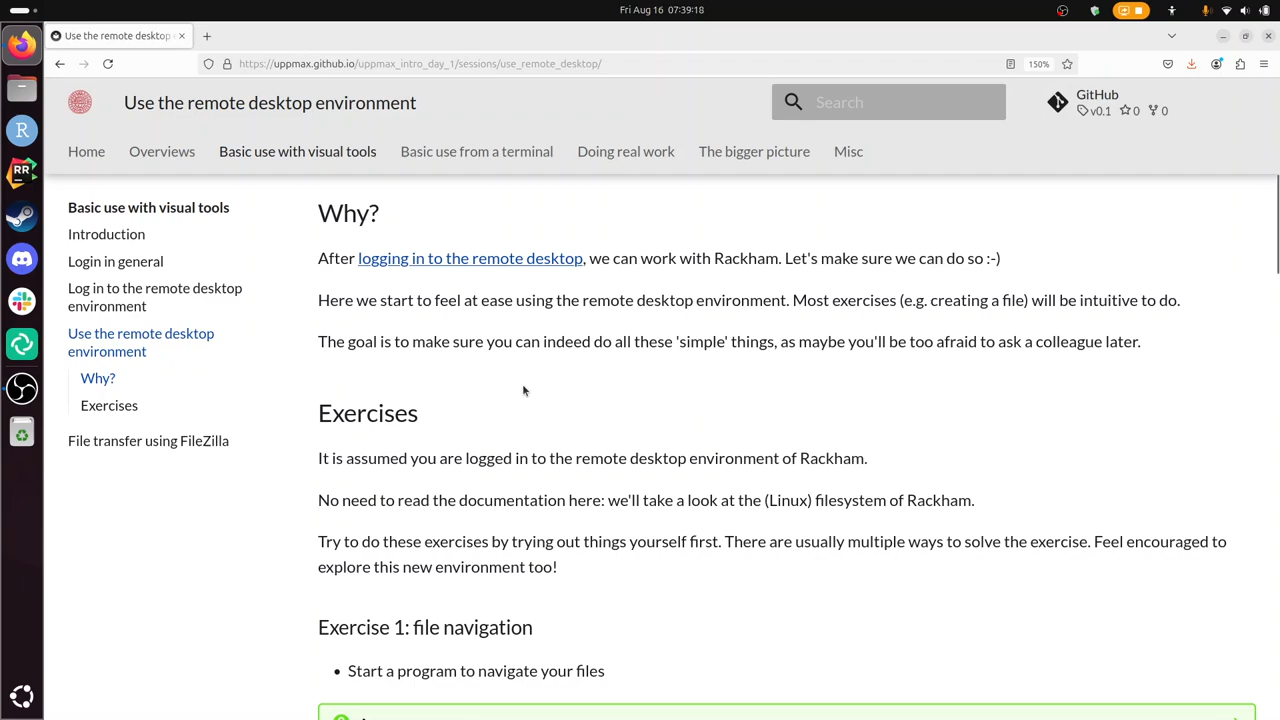 Fri Aug 16 07:39:18
Use the remote desktop
https://uppmax.github.io/uppmax_intro_day_1/sessions/use_remote_desktop/
150%
Use the remote desktop environment
Search
GitHub
v0.1 0 0
Home Overviews Basic use with visual tools Basic use from a terminal Doing real work The bigger picture Misc
Basic use with visual tools
Introduction
Login in general
Log in to the remote desktop
environment
Use the remote desktop
environment
Why?
Exercises
File transfer using FileZilla
Why?
After logging in to the remote desktop, we can work with Rackham. Let's make sure we can do so :-)
Here we start to feel at ease using the remote desktop environment. Most exercises (e.g. creating a file) will be intuitive to do.
The goal is to make sure you can indeed do all these 'simple' things, as maybe you'll be too afraid to ask a colleague later.
Exercises
It is assumed you are logged in to the remote desktop environment of Rackham.
No need to read the documentation here: we'll take a look at the (Linux) filesystem of Rackham.
Try to do these exercises by trying out things yourself first. There are usually multiple ways to solve the exercise. Feel encouraged to
explore this new environment too!
Exercise 1: file navigation
• Start a program to navigate your files
R
RR